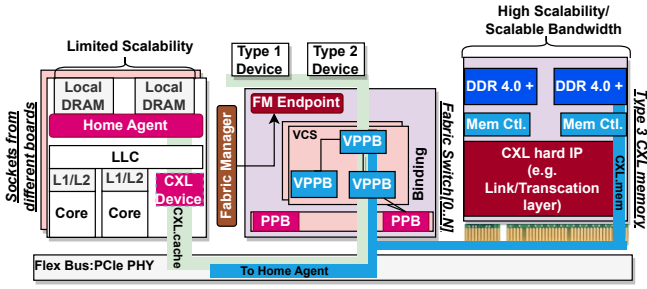 Limited Scalability
Local
DRAM
Local
DRAM
Home Agent
LLC
L1/L2
L1/L2
CXL
Device
Core
Core
CXL.cache
Sockets from
different boards
Type 1
Device
Type 2
Device
Fabric Manager
FM Endpoint
VCS
VPPB
VPPB
VPPB
Binding
PPB
PPB
Fabric Switch[0..N]
High Scalability/
Scalable Bandwidth
DDR 4.0 +
DDR 4.0 +
Mem Ctl.
Mem Ctl.
CXL hard IP
(e.g.
Link/Transcation
layer)
CXL.mem
Type 3 CXL memory.
Flex Bus:PCIe PHY
To Home Agent